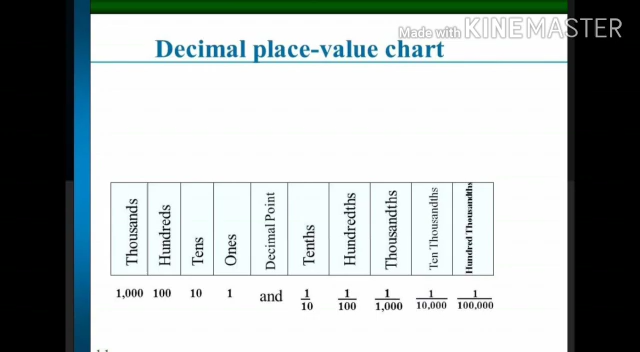 Made with KINEMASTER
Decimal place-value chart
Thousands
Hundreds
Tens
Ones
Decimal Point
Tenths
Hundredths
Thousandths
Ten Thousandths
Hundred Thousandths
1,000 100 10 1 and 1/10 1/100 1/1,000 1/10,000 1/100,000